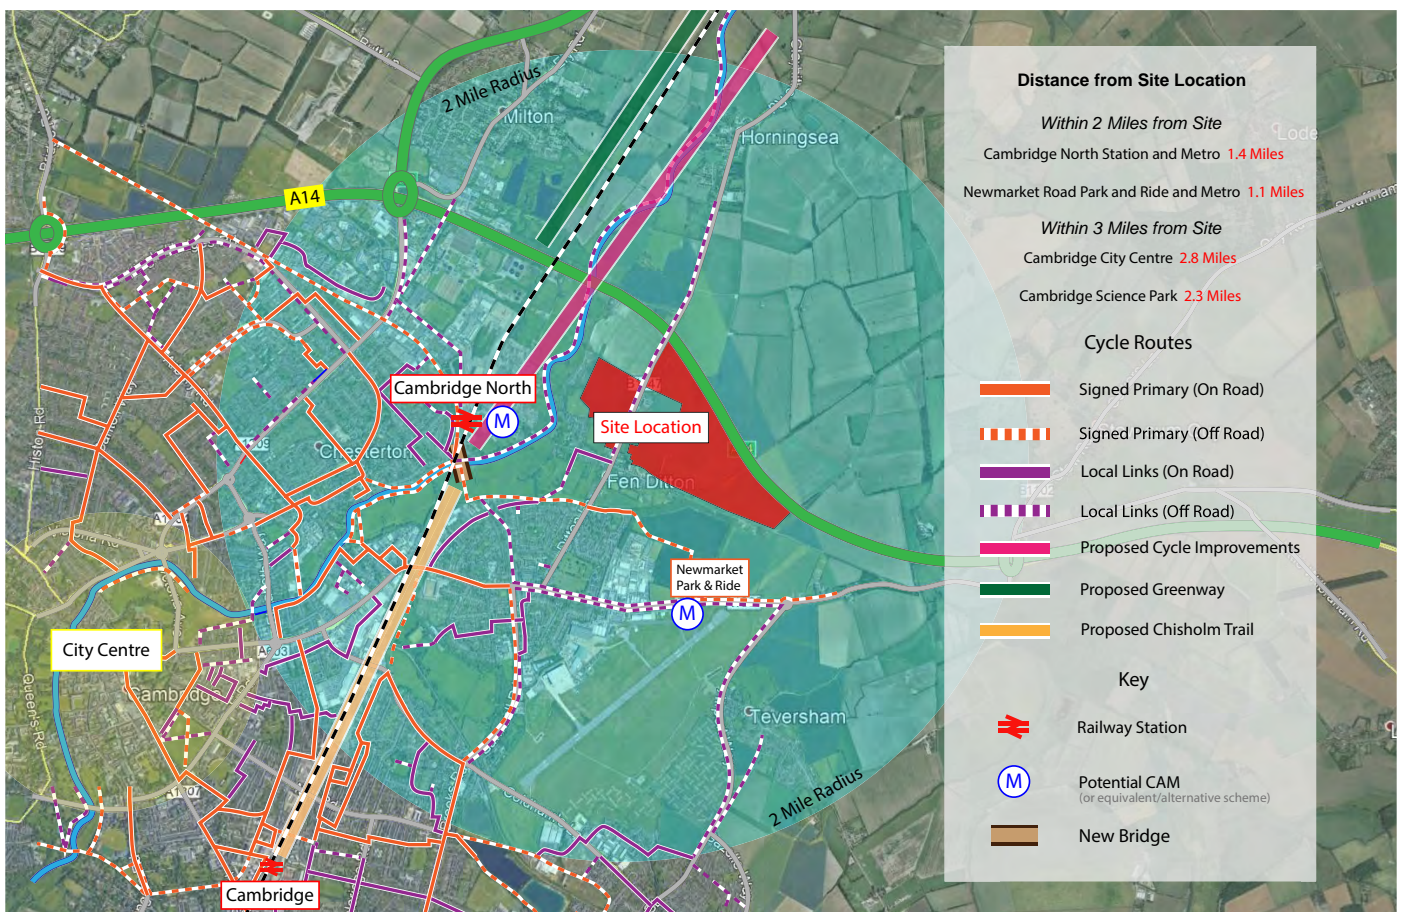 2 Mile Radius
Milton
Horningsea
Lode
A14
Distance from Site Location
Within 2 Miles from Site
Cambridge North Station and Metro 1.4 Miles
Newmarket Road Park and Ride and Metro 1.1 Miles
Within 3 Miles from Site
Cambridge City Centre 2.8 Miles
Cambridge Science Park 2.3 Miles
Cycle Routes
Signed Primary (On Road)
Signed Primary (Off Road)
Local Links (On Road)
Local Links (Off Road)
Proposed Cycle Improvements
Proposed Greenway
Proposed Chisholm Trail
Key
Railway Station
M
Potential CAM
(or equivalent/alternative scheme)
New Bridge
Cambridge North
M
Site Location
Histon Rd
Chesterton
Fen Ditton
Newmarket
Park & Ride
M
City Centre
Cambridge
Queen's Rd
Teversham
2 Mile Radius
Cambridge